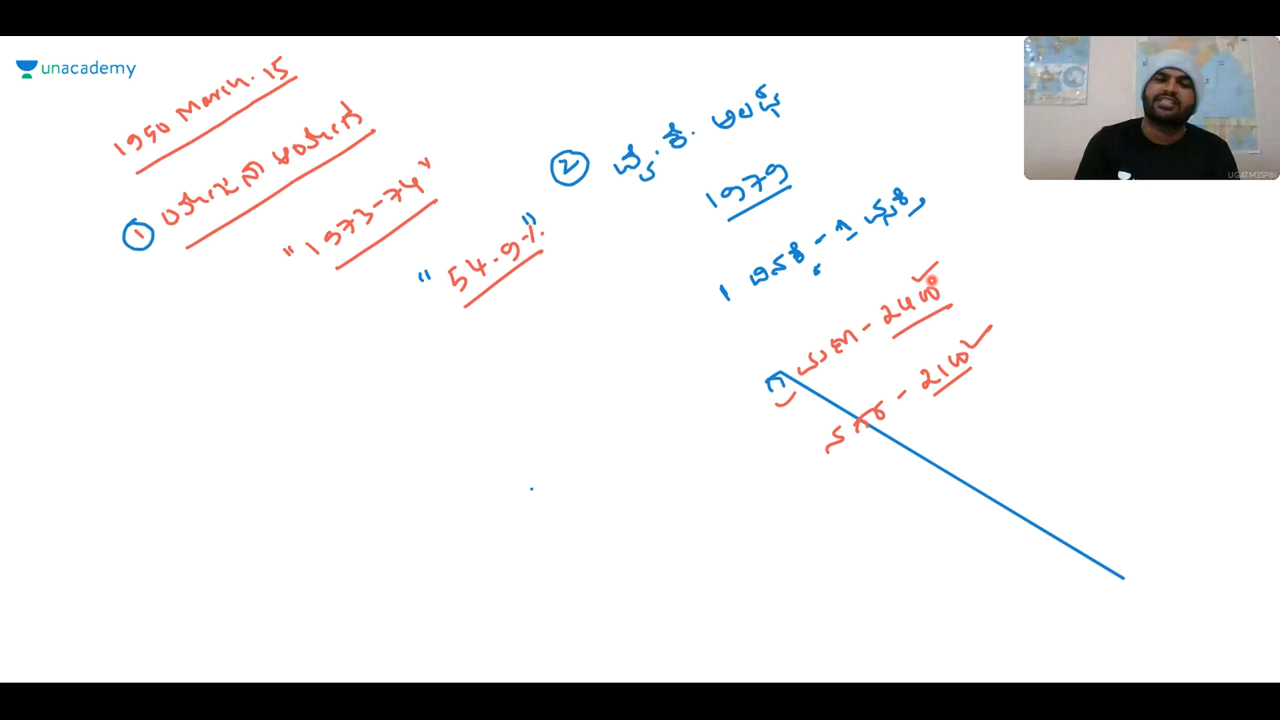 unacademy
1950 March. 15
① ಯೋಜನಾ ಆಯೋಗ
" 1973-74 "
" 54.9% "
② ವೈ. ಕೆ. ಅಲಘ್
1979
1 ದಿನಕ್ಕೆ - 1 ವ್ಯಕ್ತಿ
ಗ್ರಾಮೀಣ - 2400
ನಗರ - 2100